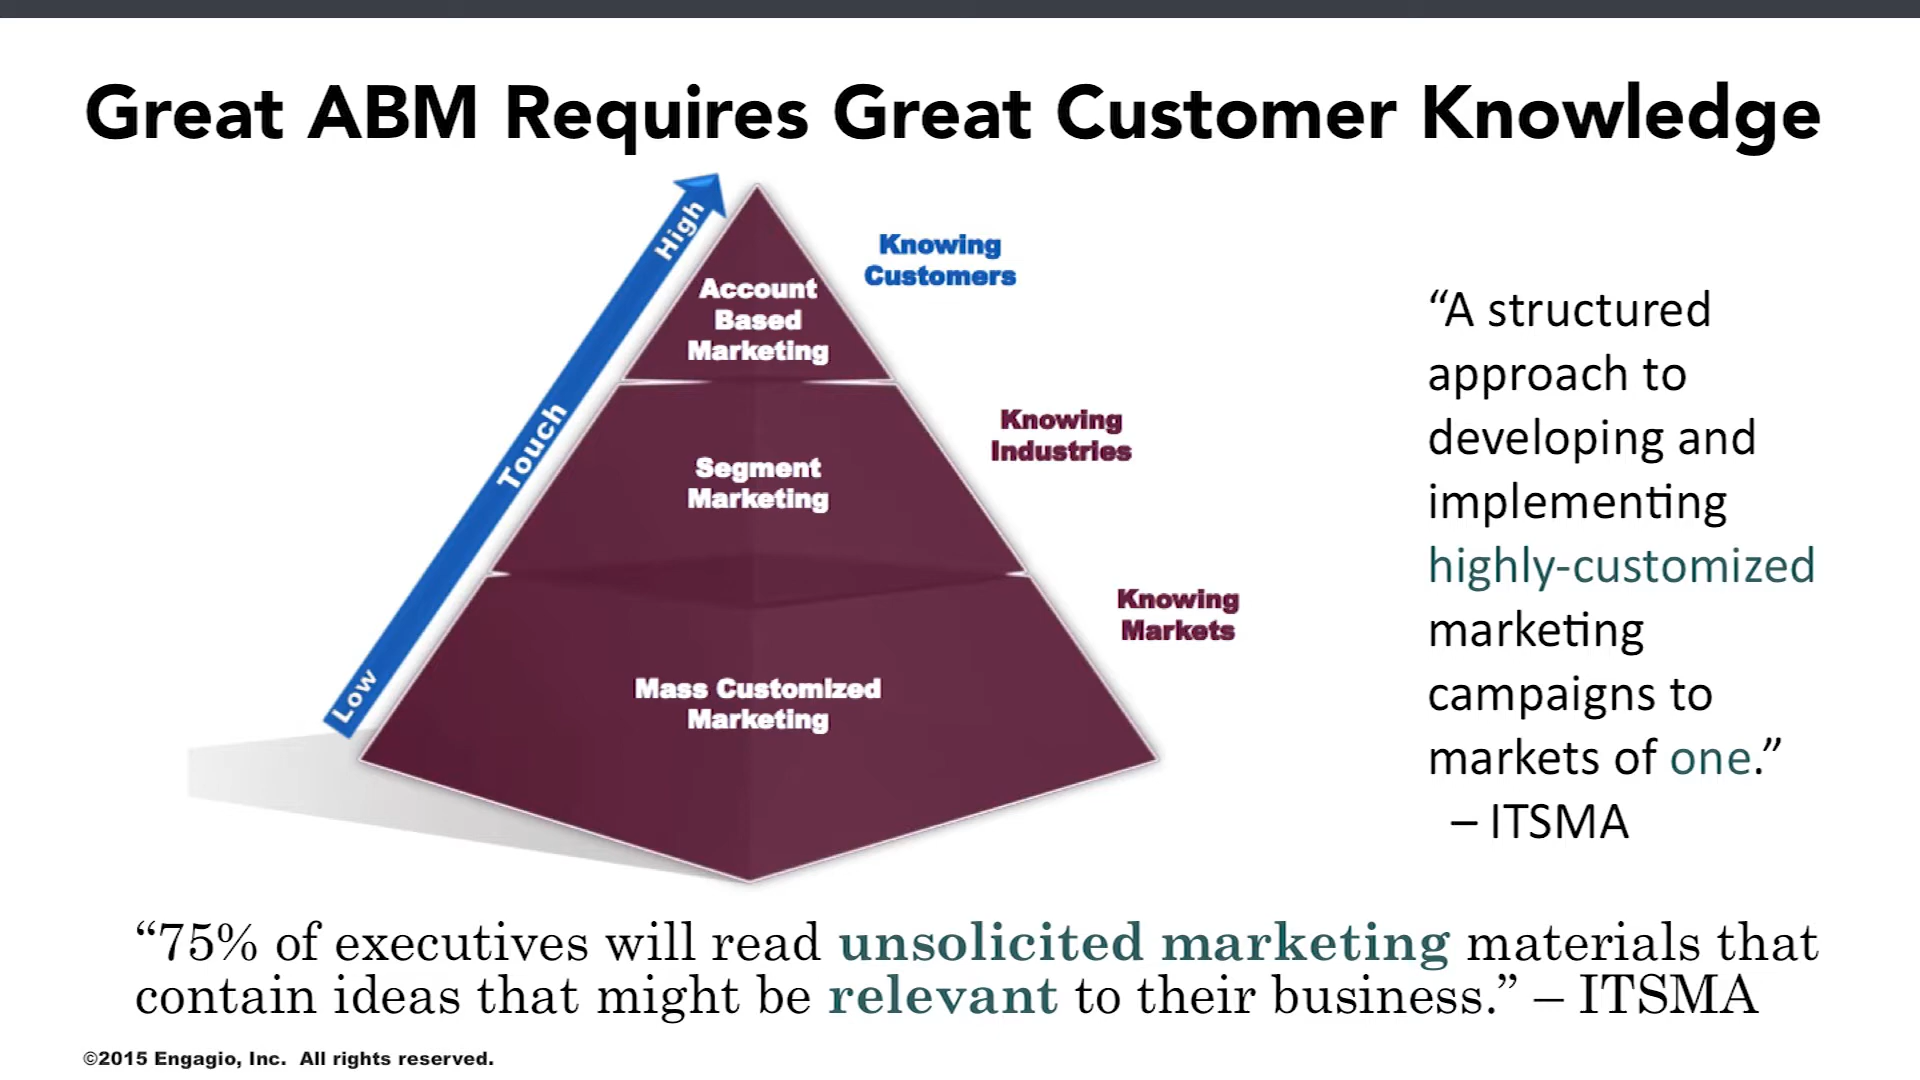 Great ABM Requires Great Customer Knowledge
High
Touch
Low
Account
Based
Marketing
Knowing
Customers
Segment
Marketing
Knowing
Industries
Mass Customized
Marketing
Knowing
Markets
“A structured
approach to
developing and
implementing
highly-customized
marketing
campaigns to
markets of one.”
– ITSMA
“75% of executives will read unsolicited marketing materials that
contain ideas that might be relevant to their business.” – ITSMA
©2015 Engagio, Inc. All rights reserved.